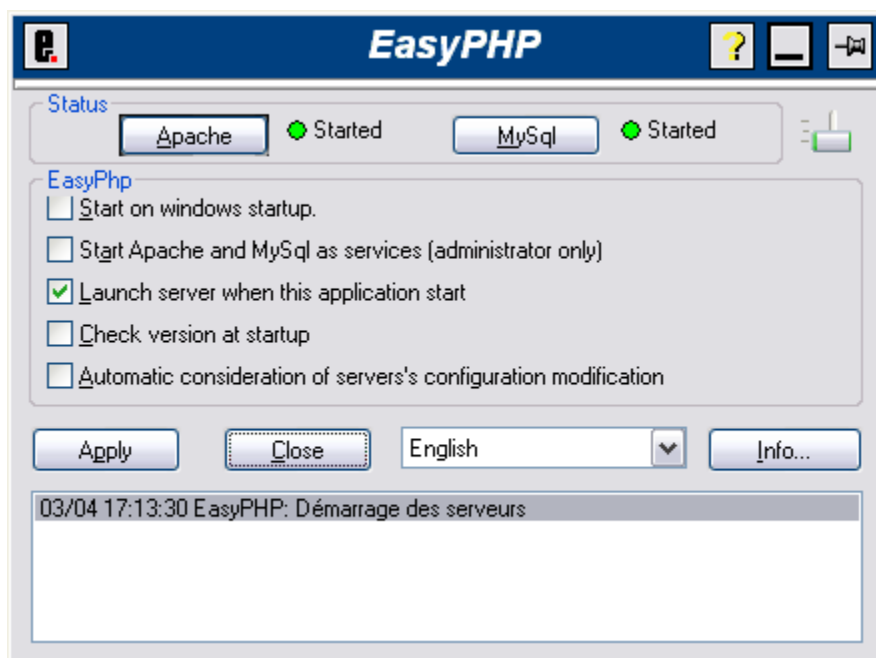 e. EasyPHP ?
Status
Apache Started MySql Started
EasyPhp
Start on windows startup.
Start Apache and MySql as services (administrator only)
Launch server when this application start
Check version at startup
Automatic consideration of servers's configuration modification
Apply Close English Info...
03/04 17:13:30 EasyPHP: Démarrage des serveurs